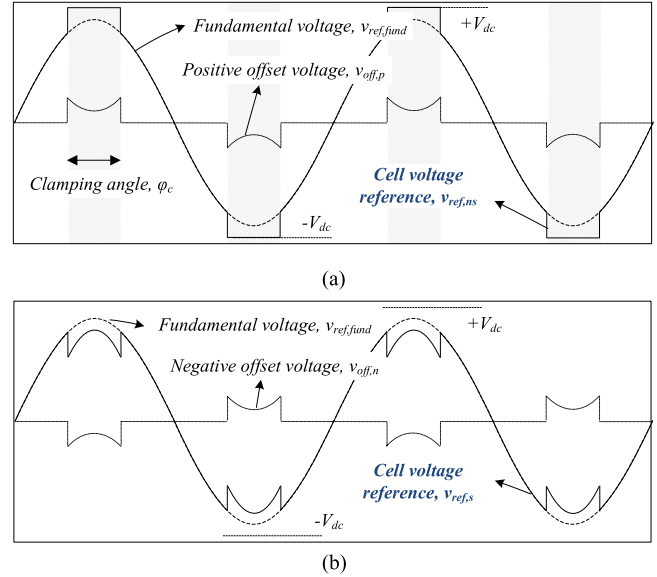 Fundamental voltage, v_ref,fund
+V_dc
Positive offset voltage, v_off,p
Clamping angle, φ_c
Cell voltage
reference, v_ref,ns
-V_dc
(a)
Fundamental voltage, v_ref,fund
+V_dc
Negative offset voltage, v_off,n
Cell voltage
reference, v_ref,s
-V_dc
(b)